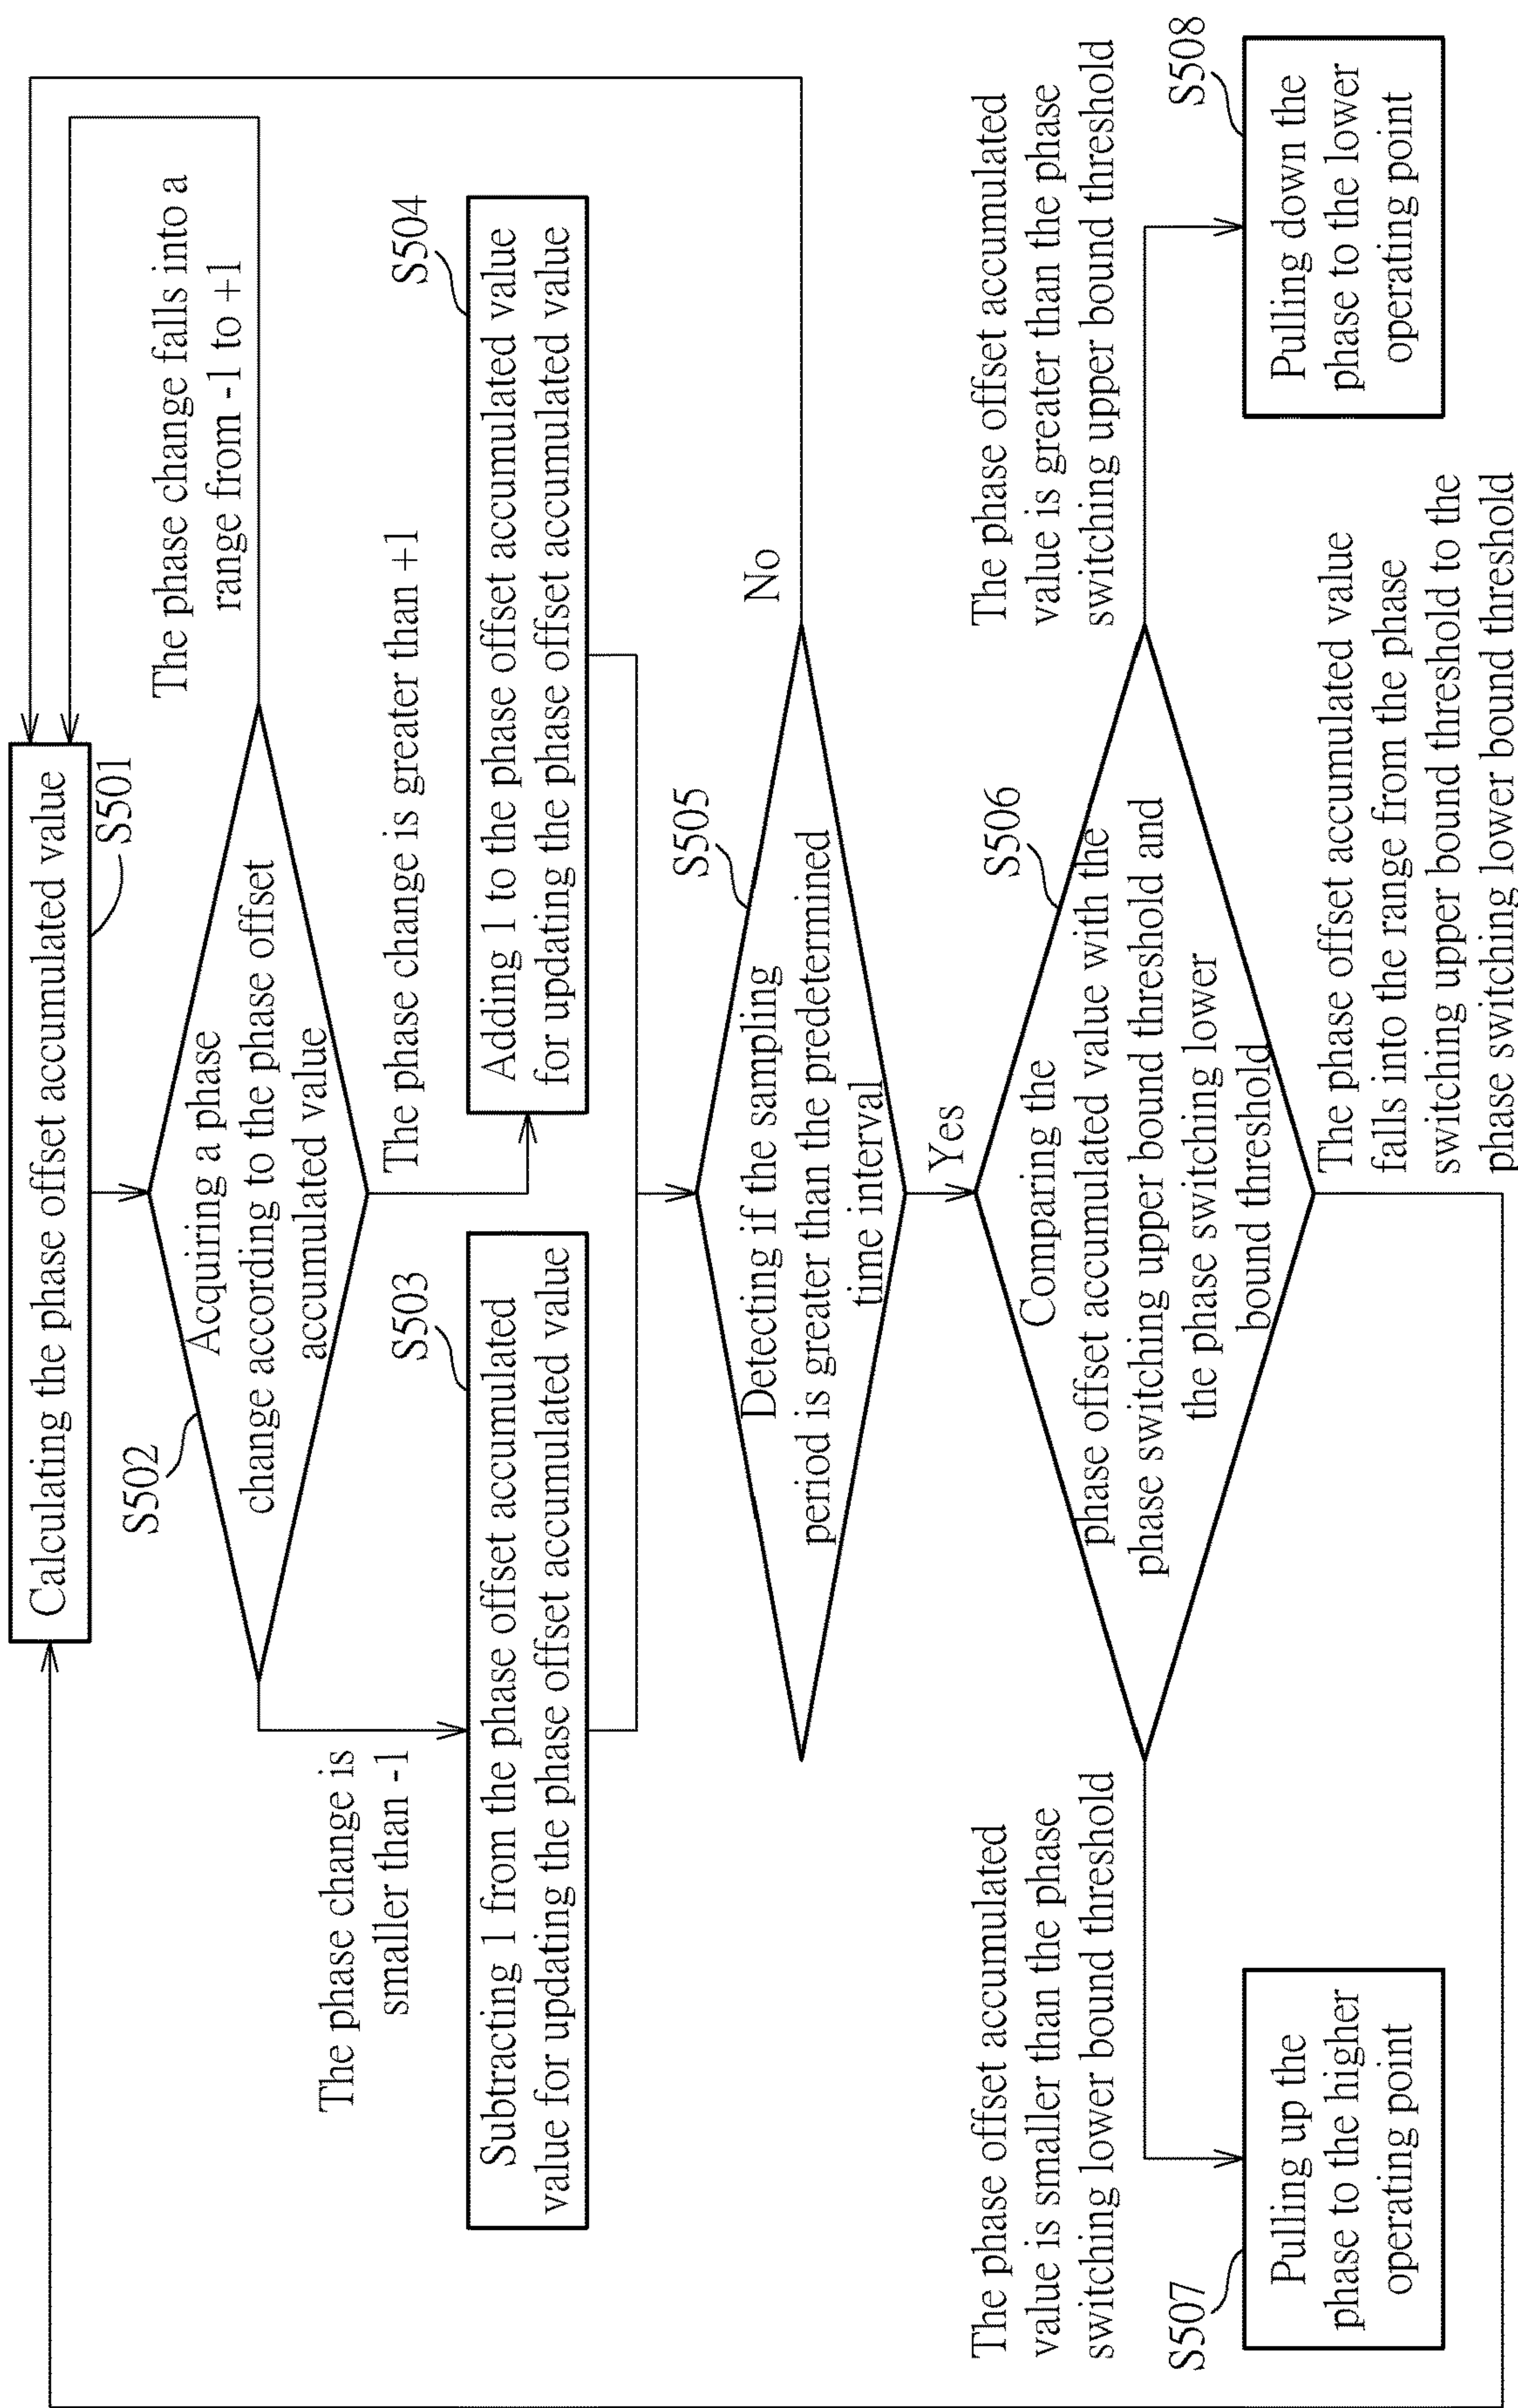 Calculating the phase offset accumulated value
S501
S502
Acquiring a phase
change according to the phase offset
accumulated value
The phase change falls into a
range from -1 to +1
The phase change is
smaller than -1
The phase change is greater than +1
S503
Subtracting 1 from the phase offset accumulated
value for updating the phase offset accumulated value
S504
Adding 1 to the phase offset accumulated value
for updating the phase offset accumulated value
S505
Detecting if the sampling
period is greater than the predetermined
time interval
No
Yes
S506
Comparing the
phase offset accumulated value with the
phase switching upper bound threshold and
the phase switching lower
bound threshold
The phase offset accumulated
value is smaller than the phase
switching lower bound threshold
The phase offset accumulated
value is greater than the phase
switching upper bound threshold
S507
Pulling up the
phase to the higher
operating point
S508
Pulling down the
phase to the lower
operating point
The phase offset accumulated value
falls into the range from the phase
switching upper bound threshold to the
phase switching lower bound threshold